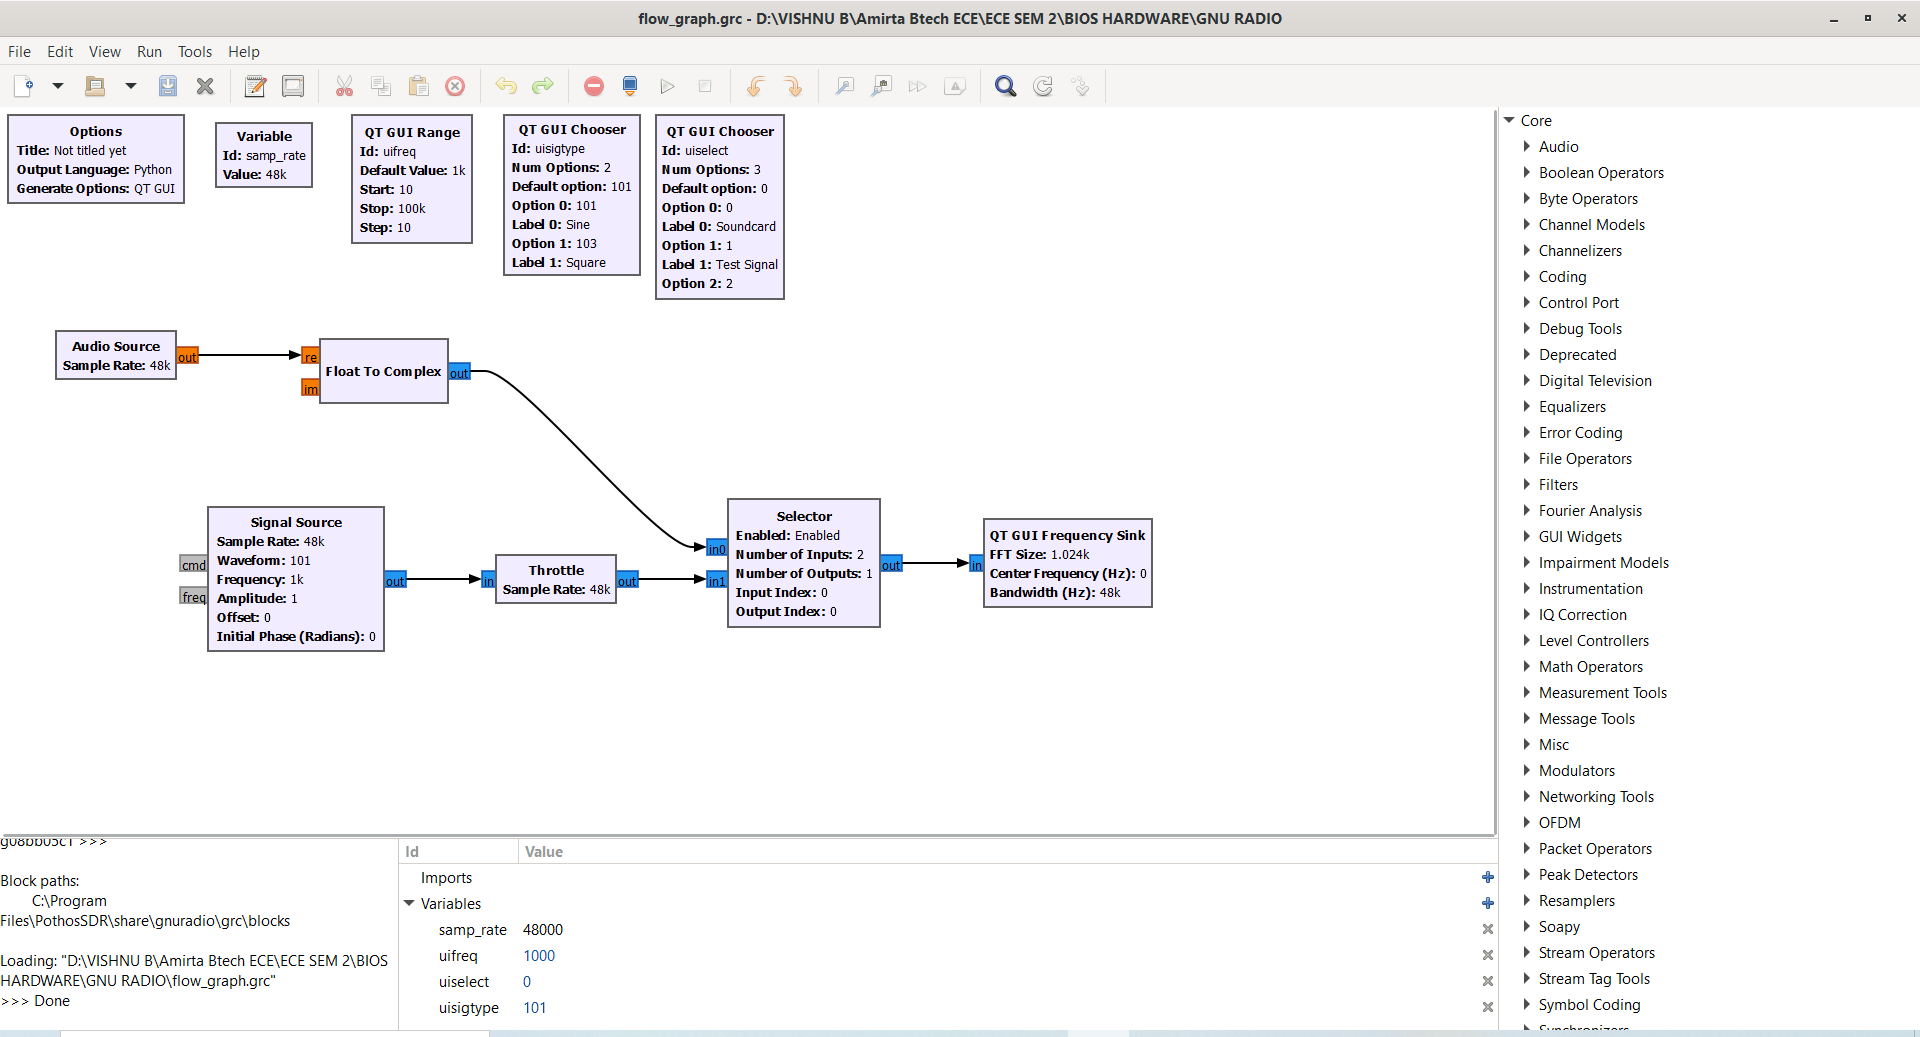 flow_graph.grc - D:\VISHNU B\Amirta Btech ECE\ECE SEM 2\BIOS HARDWARE\GNU RADIO
File Edit View Run Tools Help
Options
Title: Not titled yet
Output Language: Python
Generate Options: QT GUI
Variable
Id: samp_rate
Value: 48k
QT GUI Range
Id: uifreq
Default Value: 1k
Start: 10
Stop: 100k
Step: 10
QT GUI Chooser
Id: uisigtype
Num Options: 2
Default option: 101
Option 0: 101
Label 0: Sine
Option 1: 103
Label 1: Square
QT GUI Chooser
Id: uiselect
Num Options: 3
Default option: 0
Option 0: 0
Label 0: Soundcard
Option 1: 1
Label 1: Test Signal
Option 2: 2
Audio Source
Sample Rate: 48k
out
re
im
Float To Complex
out
cmd
freq
Signal Source
Sample Rate: 48k
Waveform: 101
Frequency: 1k
Amplitude: 1
Offset: 0
Initial Phase (Radians): 0
out
in
Throttle
Sample Rate: 48k
out
in0
in1
Selector
Enabled: Enabled
Number of Inputs: 2
Number of Outputs: 1
Input Index: 0
Output Index: 0
out
in
QT GUI Frequency Sink
FFT Size: 1.024k
Center Frequency (Hz): 0
Bandwidth (Hz): 48k
Core
Audio
Boolean Operators
Byte Operators
Channel Models
Channelizers
Coding
Control Port
Debug Tools
Deprecated
Digital Television
Equalizers
Error Coding
File Operators
Filters
Fourier Analysis
GUI Widgets
Impairment Models
Instrumentation
IQ Correction
Level Controllers
Math Operators
Measurement Tools
Message Tools
Misc
Modulators
Networking Tools
OFDM
Packet Operators
Peak Detectors
Resamplers
Soapy
Stream Operators
Stream Tag Tools
Symbol Coding
Synchronizers
g08bb05c1 >>>
Block paths:
C:\Program
Files\PothosSDR\share\gnuradio\grc\blocks
Loading: "D:\VISHNU B\Amirta Btech ECE\ECE SEM 2\BIOS
HARDWARE\GNU RADIO\flow_graph.grc"
>>> Done
Id Value
Imports
Variables
samp_rate 48000
uifreq 1000
uiselect 0
uisigtype 101